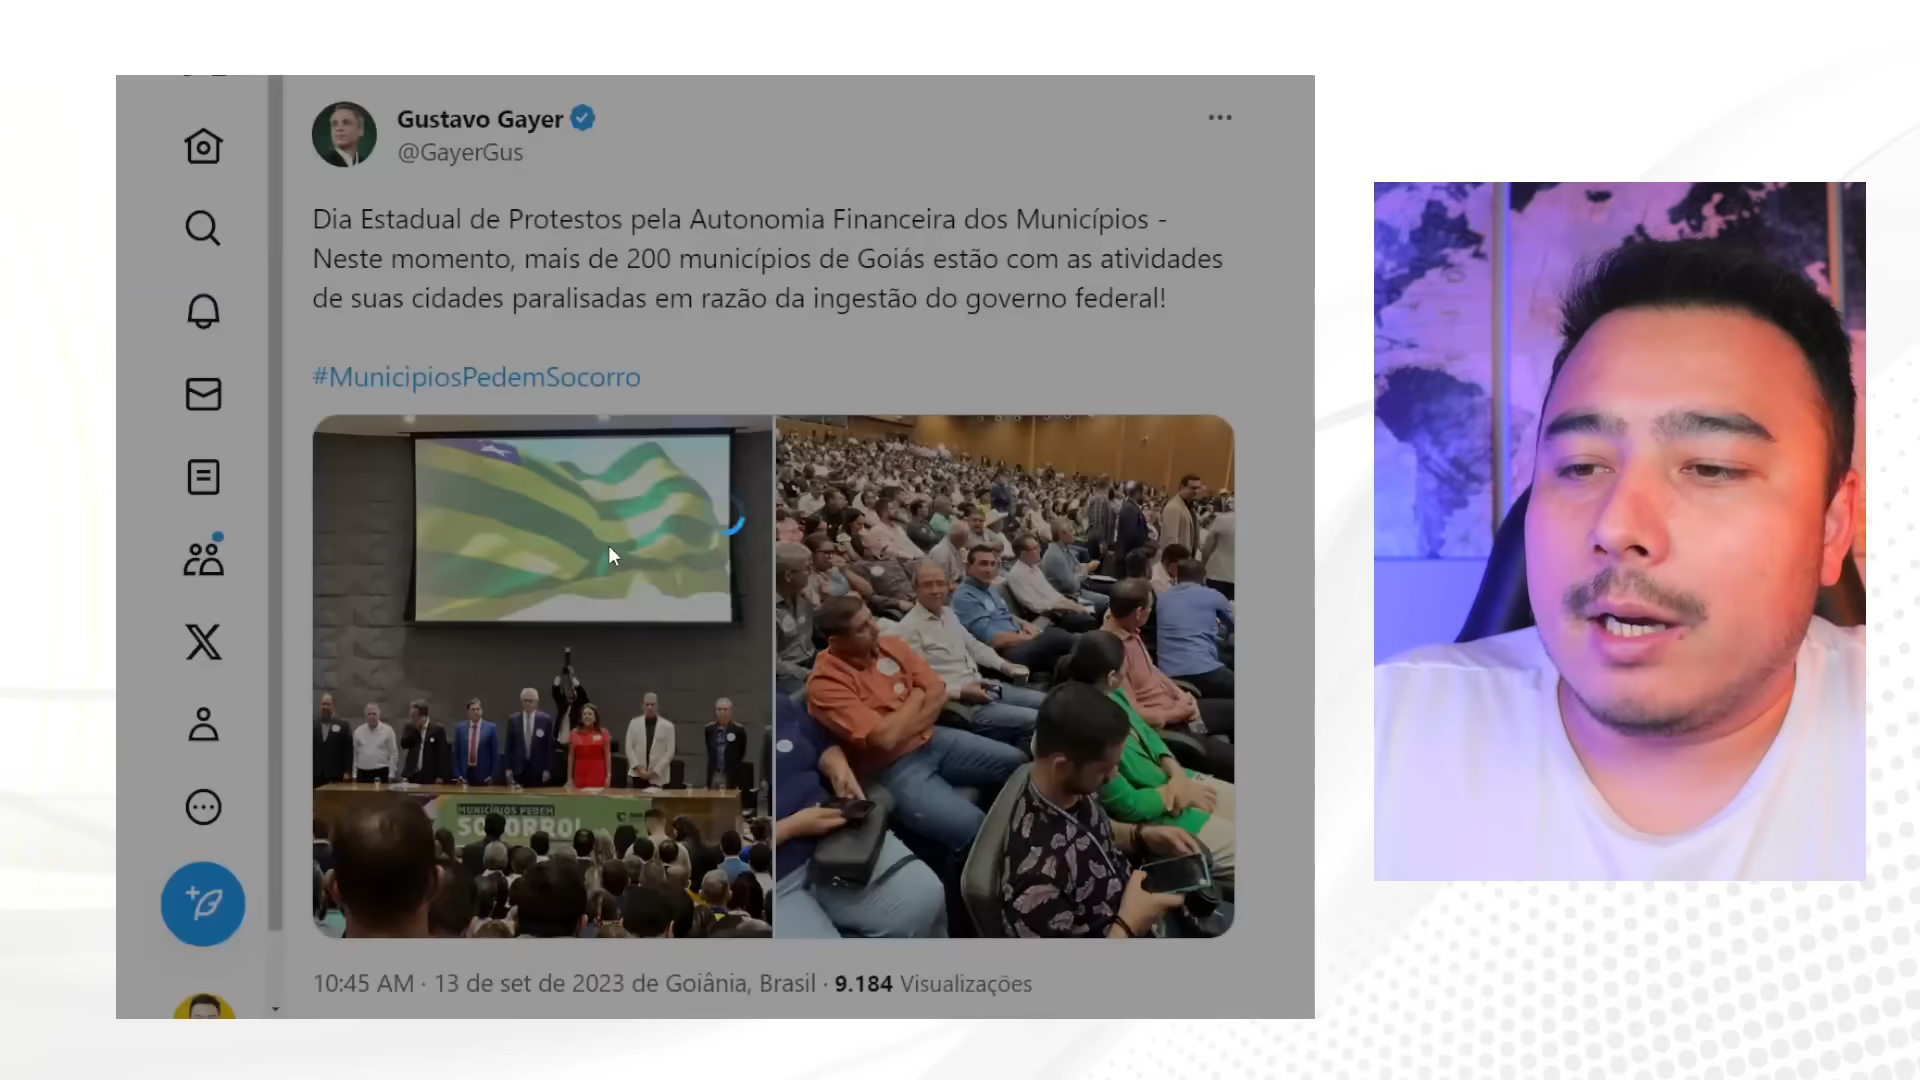 Gustavo Gayer
@GayerGus
Dia Estadual de Protestos pela Autonomia Financeira dos Municípios -
Neste momento, mais de 200 municípios de Goiás estão com as atividades
de suas cidades paralisadas em razão da ingestão do governo federal!
#MunicipiosPedemSocorro
MUNICÍPIOS PEDEM
SOCORRO!
10:45 AM · 13 de set de 2023 de Goiânia, Brasil · 9.184 Visualizações